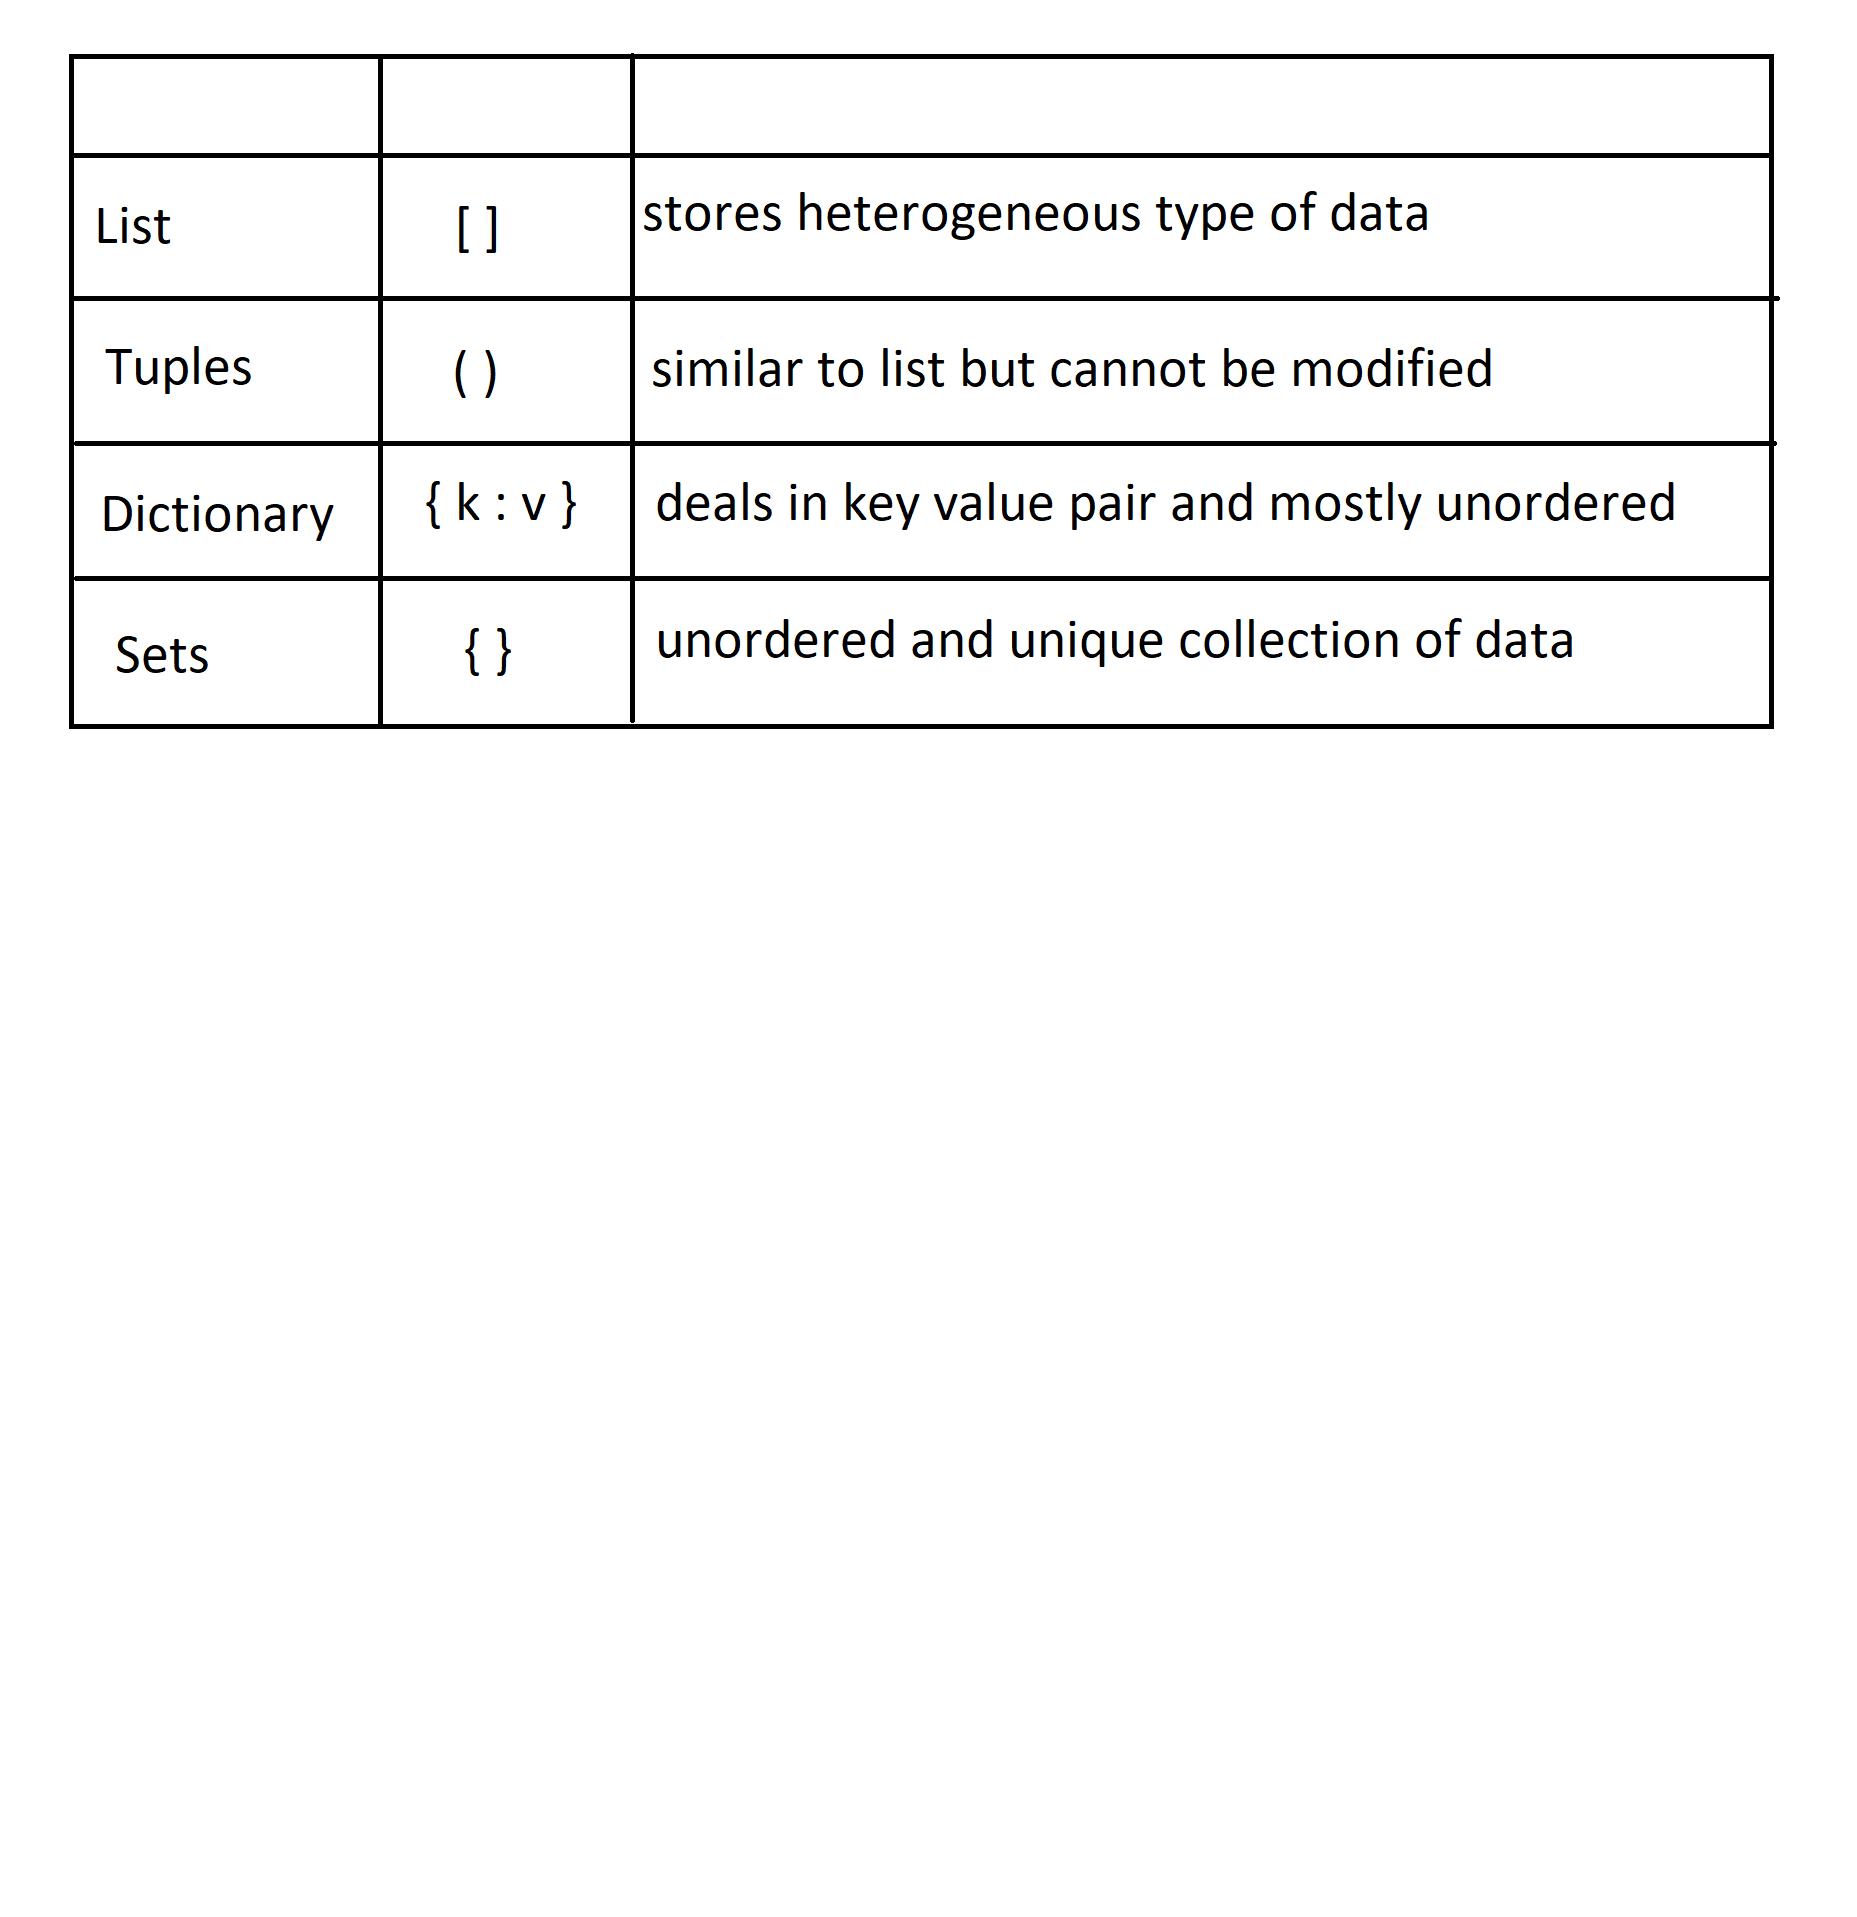 List [ ] stores heterogeneous type of data
Tuples ( ) similar to list but cannot be modified
Dictionary { k : v } deals in key value pair and mostly unordered
Sets { } unordered and unique collection of data